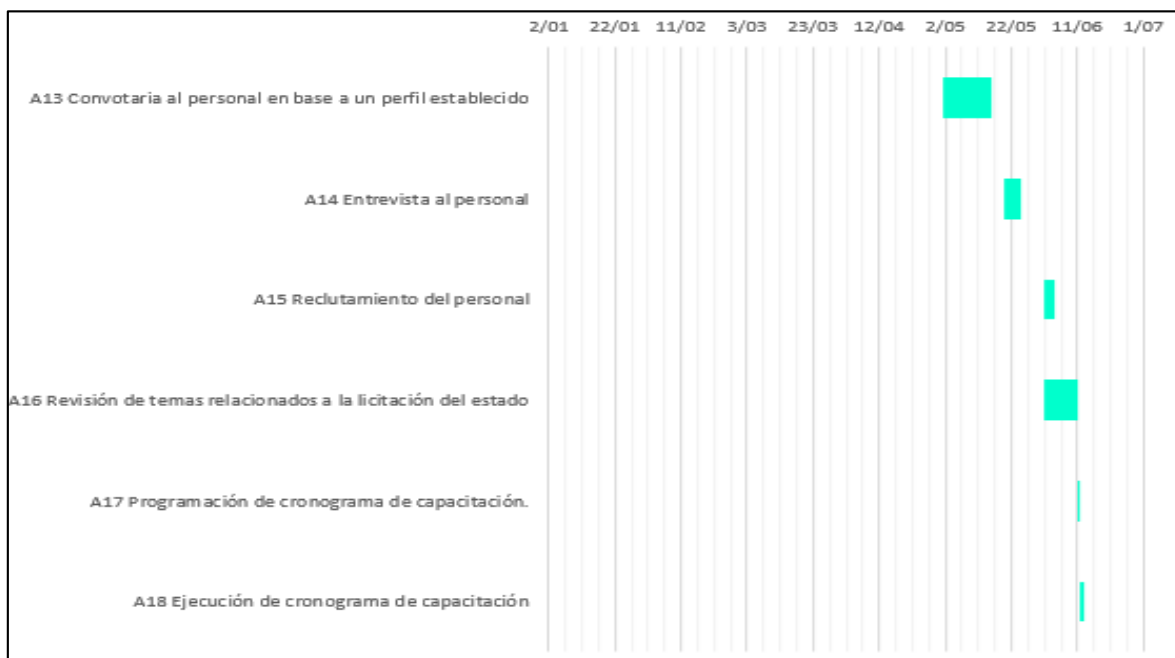 2/01 22/01 11/02 3/03 23/03 12/04 2/05 22/05 11/06 1/07
A13 Convotaria al personal en base a un perfil establecido
A14 Entrevista al personal
A15 Reclutamiento del personal
A16 Revisión de temas relacionados a la licitación del estado
A17 Programación de cronograma de capacitación.
A18 Ejecución de cronograma de capacitación